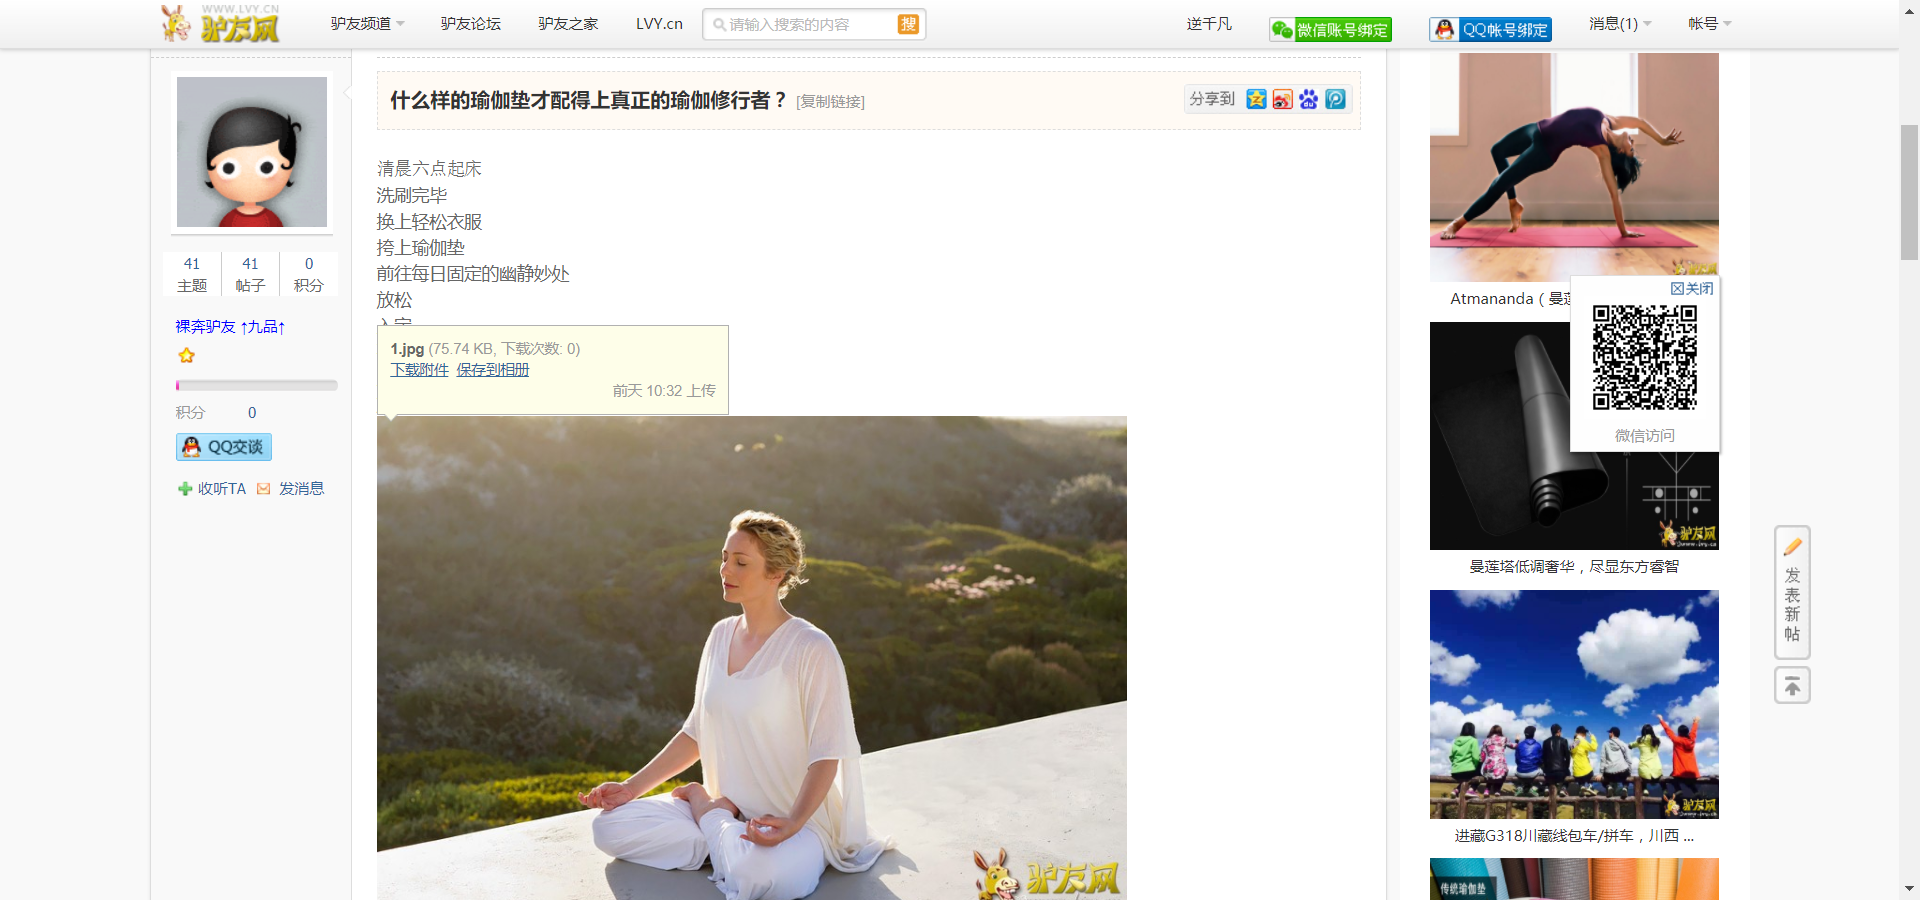 WWW.LVY.CN
驴友网
驴友频道
驴友论坛
驴友之家
LVY.cn
请输入搜索的内容
搜
逆千凡
微信账号绑定
QQ帐号绑定
消息(1)
帐号
什么样的瑜伽垫才配得上真正的瑜伽修行者？ [复制链接]
分享到
41
主题
41
帖子
0
积分
裸奔驴友 ↑九品↑
积分 0
QQ交谈
收听TA
发消息
清晨六点起床
洗刷完毕
换上轻松衣服
挎上瑜伽垫
前往每日固定的幽静妙处
放松
1.jpg (75.74 KB, 下载次数: 0)
下载附件 保存到相册
前天 10:32 上传
驴友网
Atmananda（曼
关闭
微信访问
驴友网
曼莲塔低调奢华，尽显东方睿智
驴友网
进藏G318川藏线包车/拼车，川西 ...
传统瑜伽垫
发表新帖